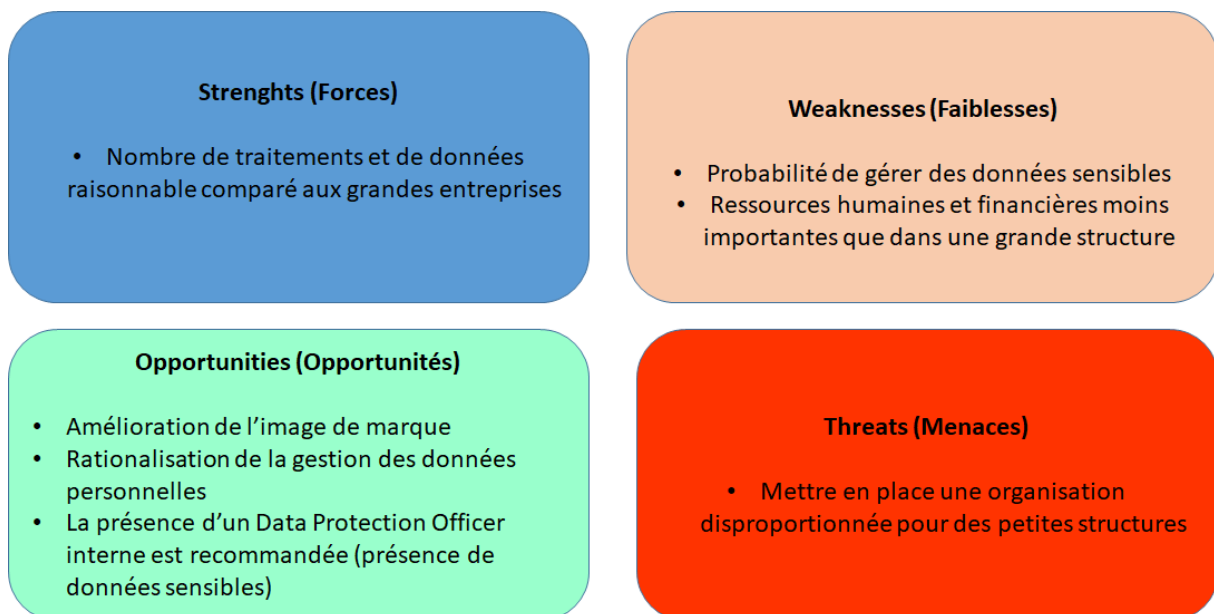 Strenghts (Forces)
• Nombre de traitements et de données
raisonnable comparé aux grandes entreprises
Weaknesses (Faiblesses)
• Probabilité de gérer des données sensibles
• Ressources humaines et financières moins
importantes que dans une grande structure
Opportunities (Opportunités)
• Amélioration de l’image de marque
• Rationalisation de la gestion des données
personnelles
• La présence d’un Data Protection Officer
interne est recommandée (présence de
données sensibles)
Threats (Menaces)
• Mettre en place une organisation
disproportionnée pour des petites structures